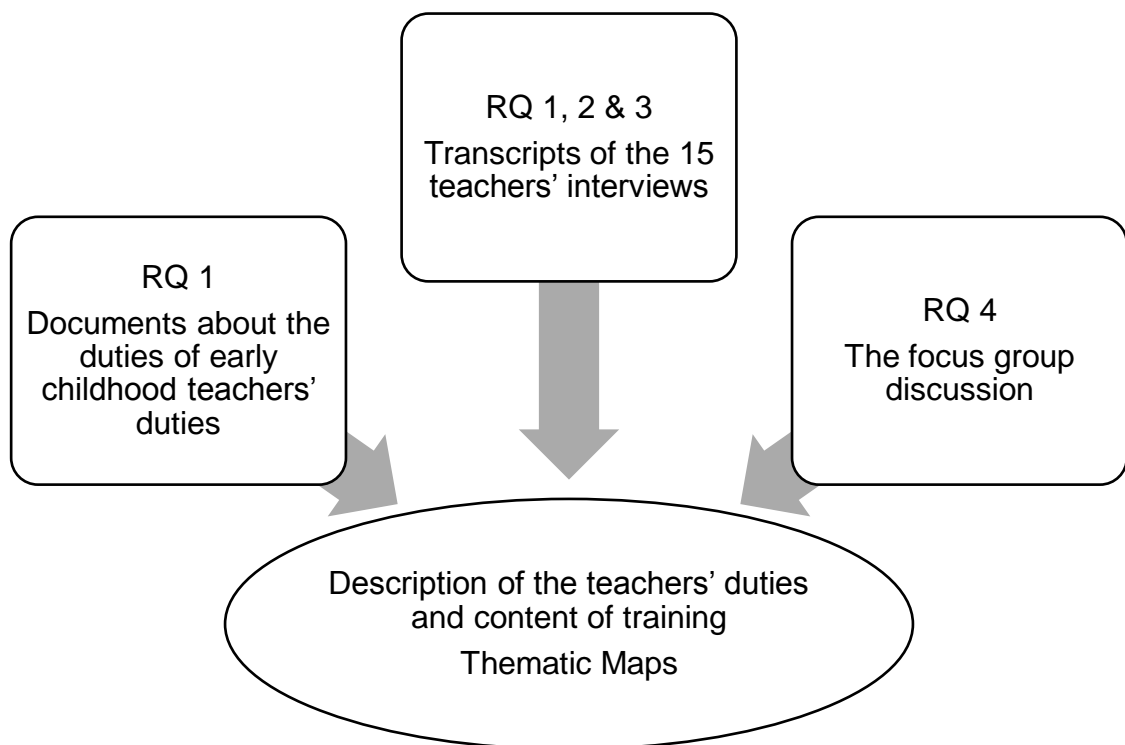 RQ 1, 2 & 3
Transcripts of the 15
teachers’ interviews
RQ 1
Documents about the
duties of early
childhood teachers’
duties
RQ 4
The focus group
discussion
Description of the teachers’ duties
and content of training
Thematic Maps